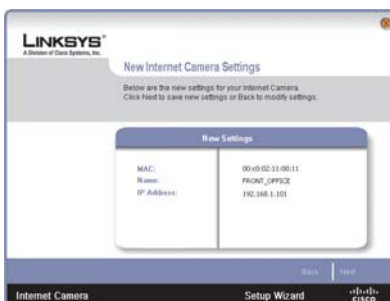 LINKSYS®
A Division of Cisco Systems, Inc.
New Internet Camera Settings
Below are the new settings for your Internet Camera.
Click Next to save new settings or Back to modify settings.
New Settings
MAC: 00:c0:02:11:00:11
Name: FRONT_OFFICE
IP Address: 192.168.1.101
Back Next
Internet Camera Setup Wizard
CISCO